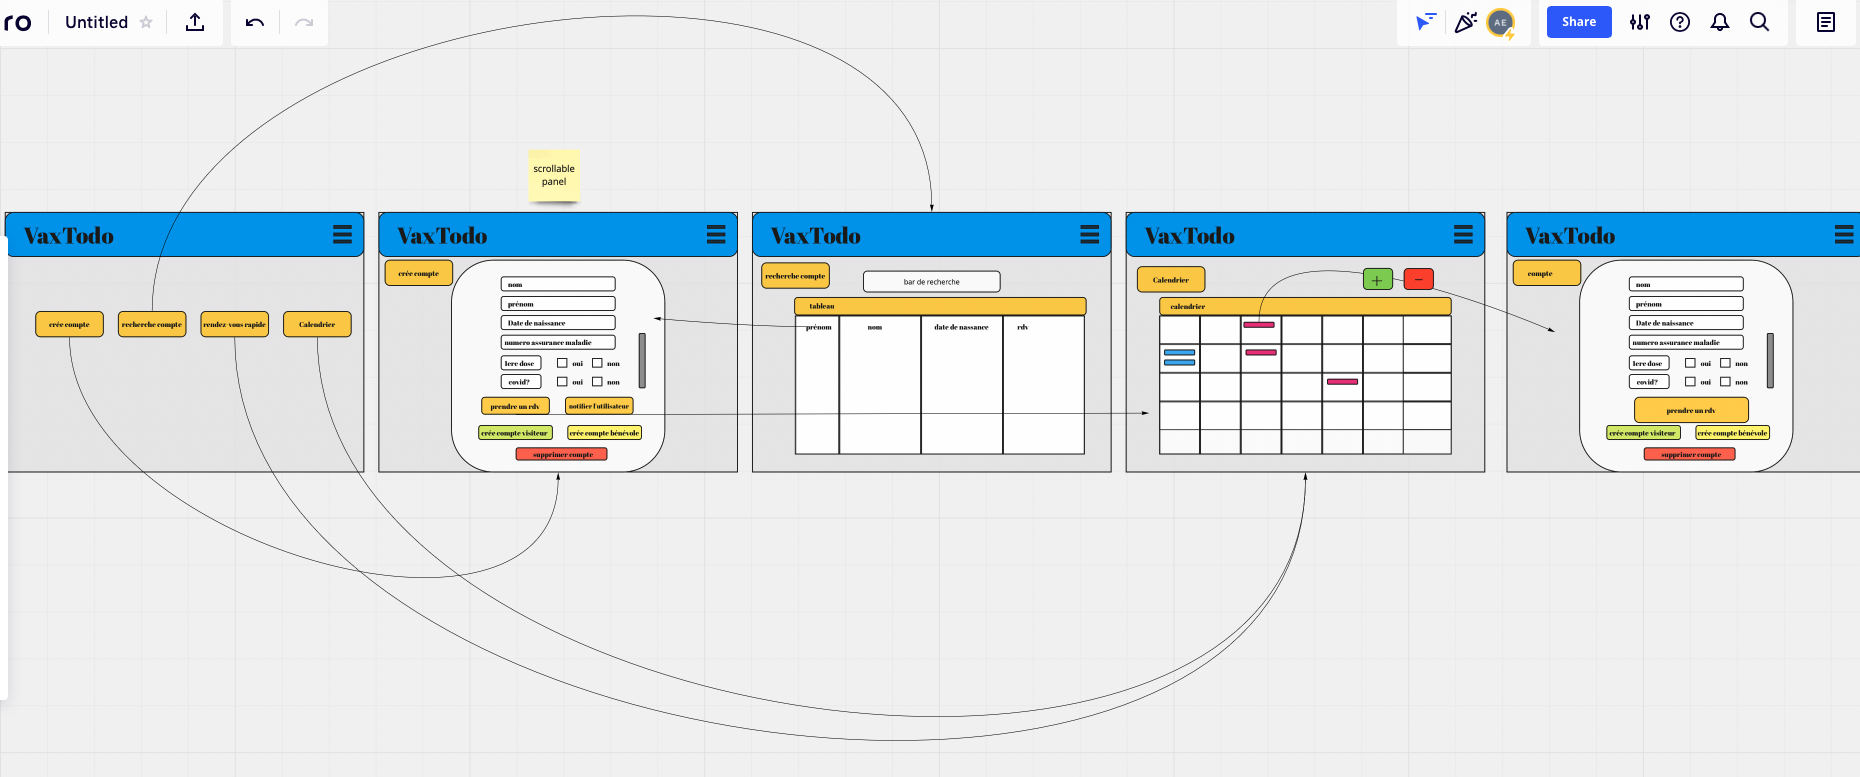 ro
Untitled
AE
Share
scrollable
panel
VaxTodo
crée compte
recherche compte
rendez vous rapide
Calendrier
VaxTodo
crée compte
nom
prénom
Date de naissance
numero assurance maladie
1ere dose
oui
non
covid?
oui
non
prendre un rdv
notifier l'utilisateur
crée compte visiteur
crée compte bénévole
supprimer compte
VaxTodo
recherche compte
bar de recherche
tableau
prénom
nom
date de nassance
rdv
VaxTodo
Calendrier
+
−
calendrier
VaxTodo
compte
nom
prénom
Date de naissance
numero assurance maladie
1ere dose
oui
non
covid?
oui
non
prendre un rdv
crée compte visiteur
crée compte bénévole
supprimer compte